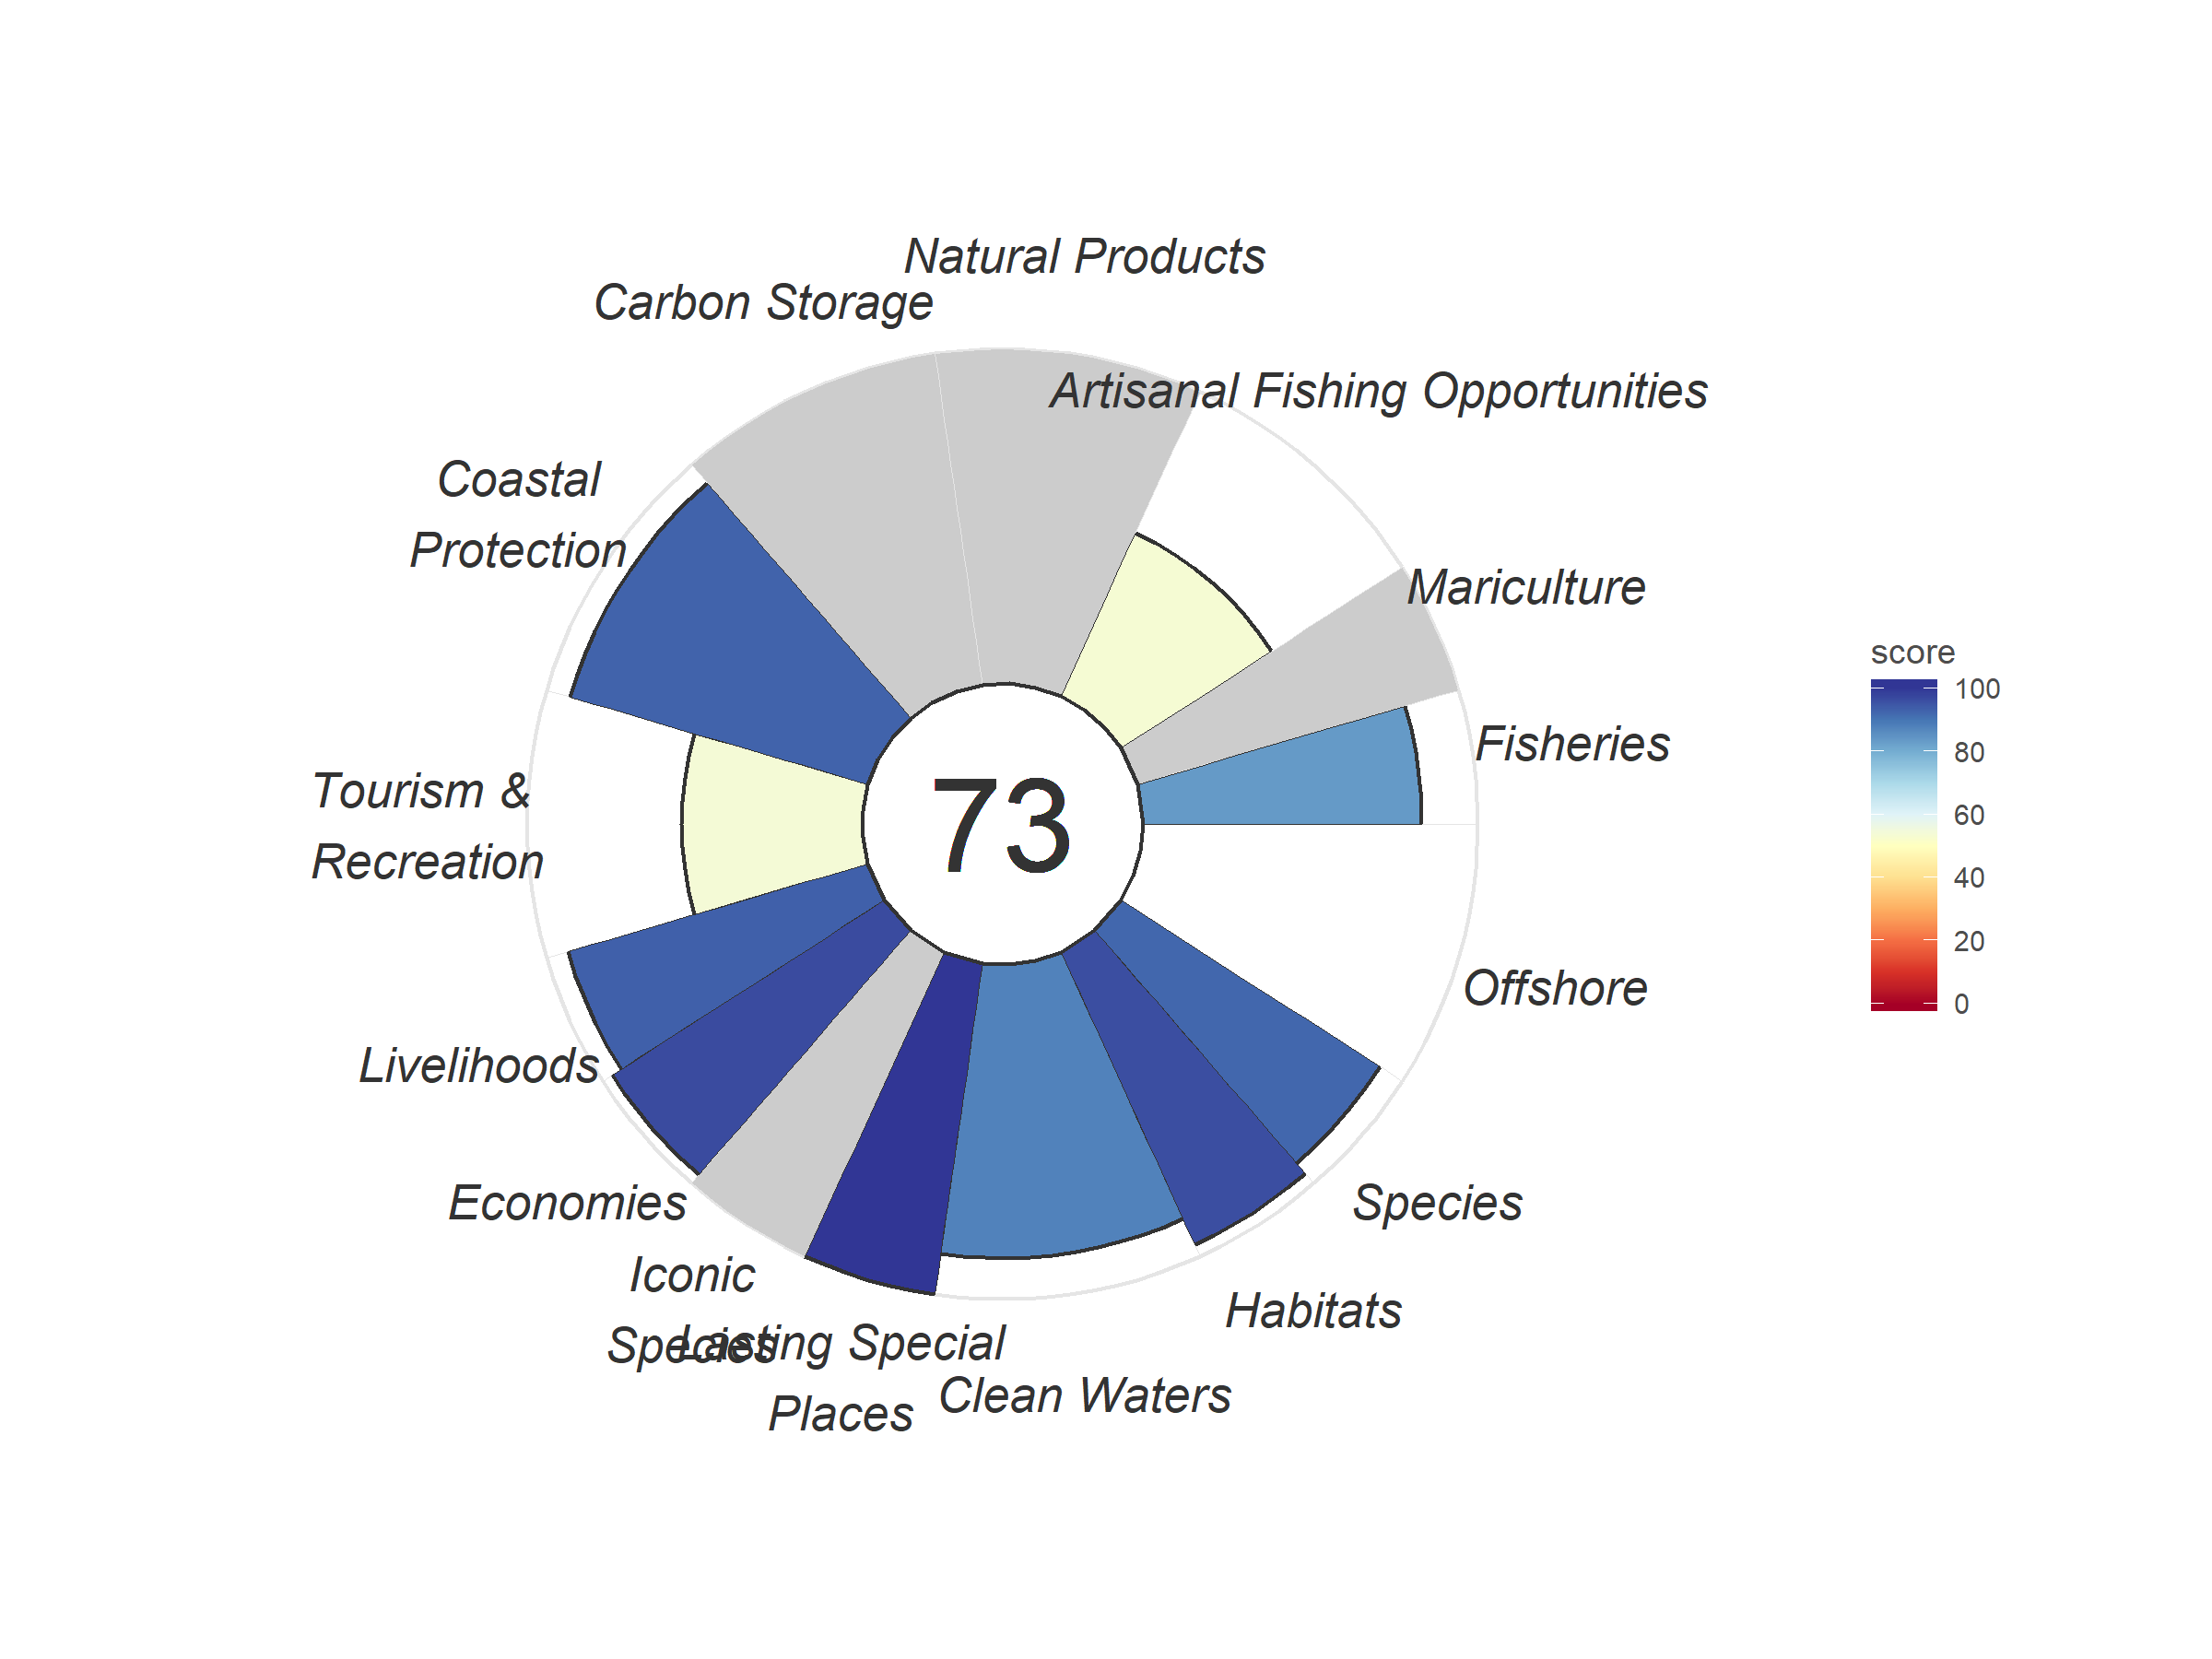 Natural Products
Carbon Storage
Artisanal Fishing Opportunities
Coastal
Protection
Mariculture
Fisheries
Tourism &
Recreation
73
Offshore
Livelihoods
Economies
Species
Iconic
Species
Habitats
Lasting Special
Places
Clean Waters
score
100
80
60
40
20
0